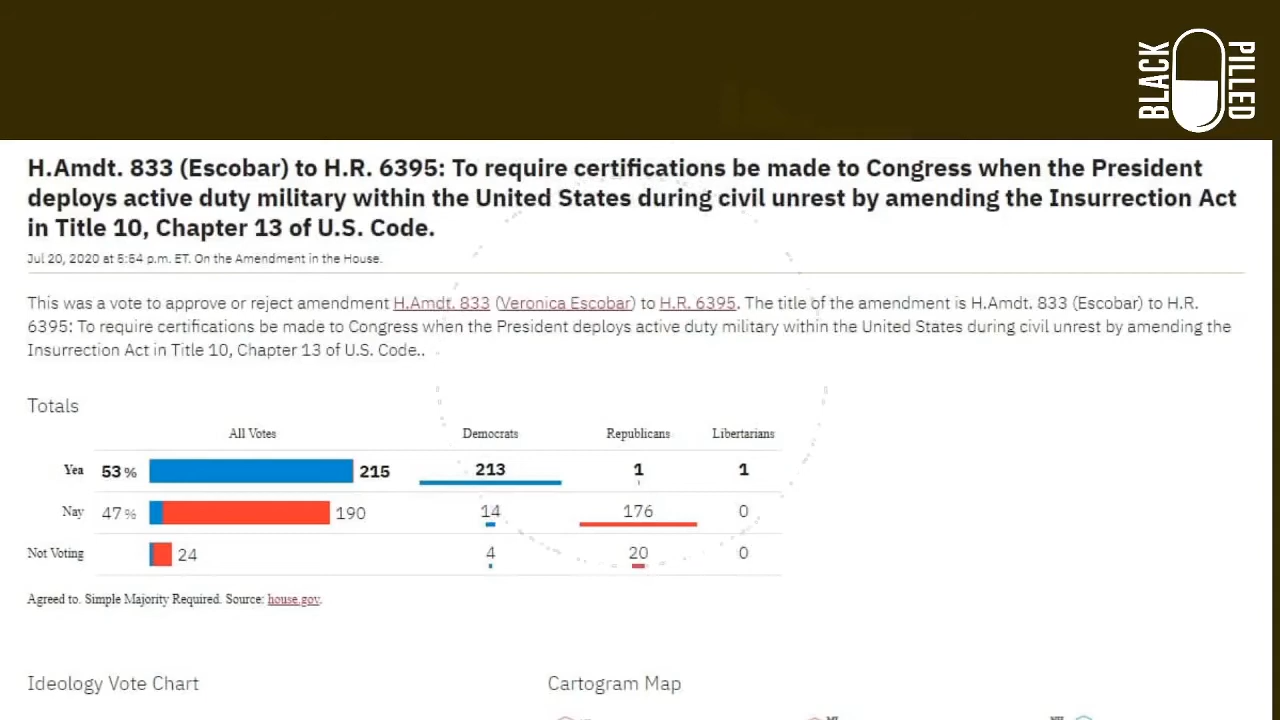 BLACK PILLED
H.Amdt. 833 (Escobar) to H.R. 6395: To require certifications be made to Congress when the President
deploys active duty military within the United States during civil unrest by amending the Insurrection Act
in Title 10, Chapter 13 of U.S. Code.
Jul 20, 2020 at 5:54 p.m. ET. On the Amendment in the House.
This was a vote to approve or reject amendment H.Amdt. 833 (Veronica Escobar) to H.R. 6395. The title of the amendment is H.Amdt. 833 (Escobar) to H.R.
6395: To require certifications be made to Congress when the President deploys active duty military within the United States during civil unrest by amending the
Insurrection Act in Title 10, Chapter 13 of U.S. Code..
Totals
All Votes Democrats Republicans Libertarians
Yea 53% 215 213 1 1
Nay 47% 190 14 176 0
Not Voting 24 4 20 0
Agreed to. Simple Majority Required. Source: house.gov.
Ideology Vote Chart Cartogram Map